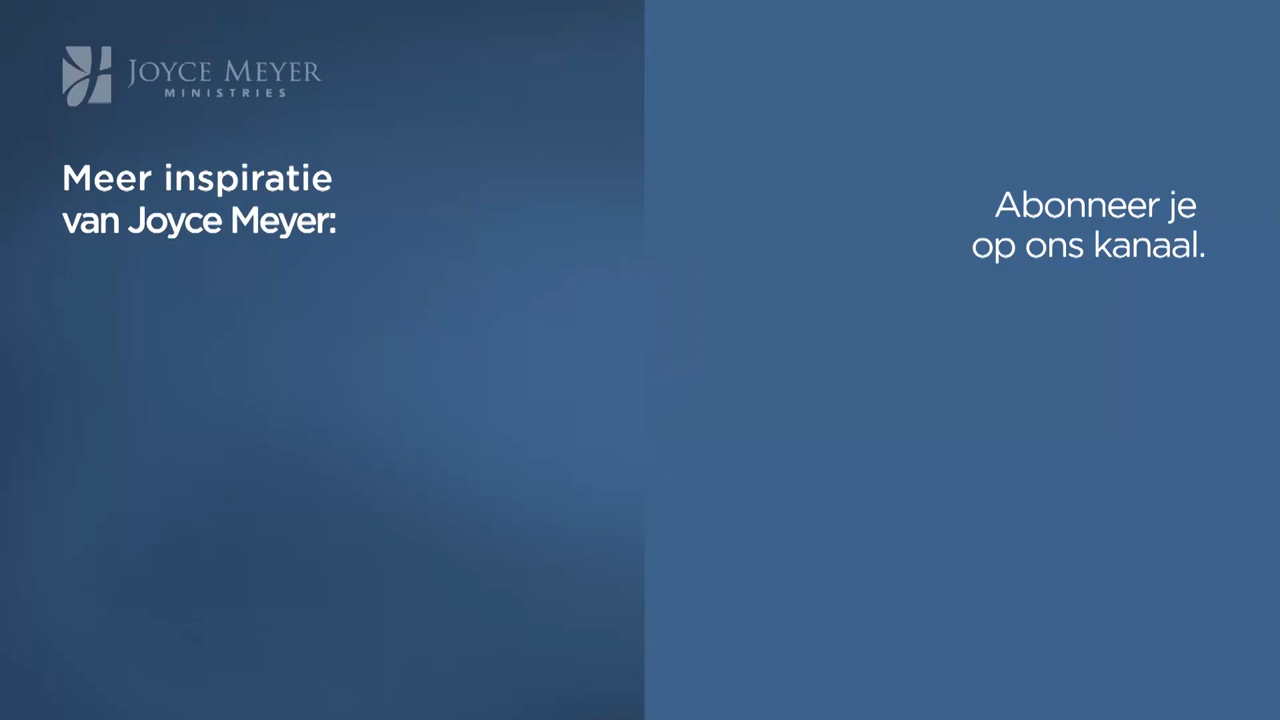 JOYCE MEYER
MINISTRIES
Meer inspiratie
van Joyce Meyer:
Abonneer je
op ons kanaal.